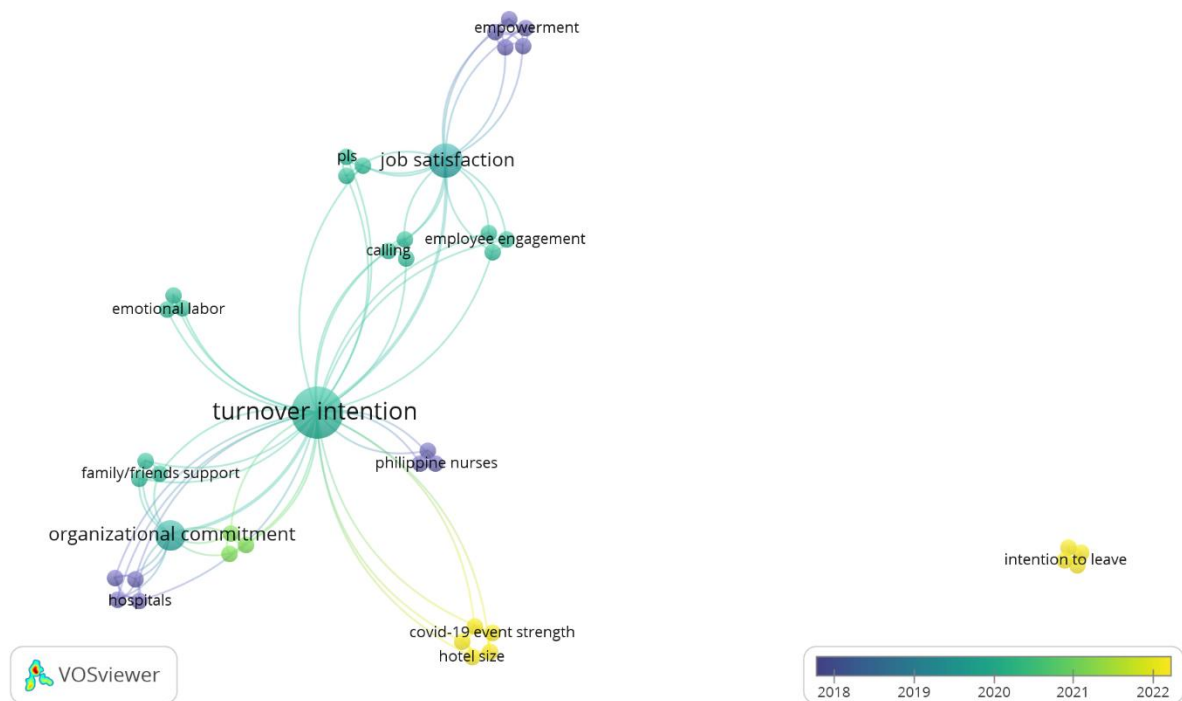 empowerment
pls
job satisfaction
calling
employee engagement
emotional labor
turnover intention
philippine nurses
family/friends support
organizational commitment
hospitals
intention to leave
covid-19 event strength
hotel size
VOSviewer
2018 2019 2020 2021 2022